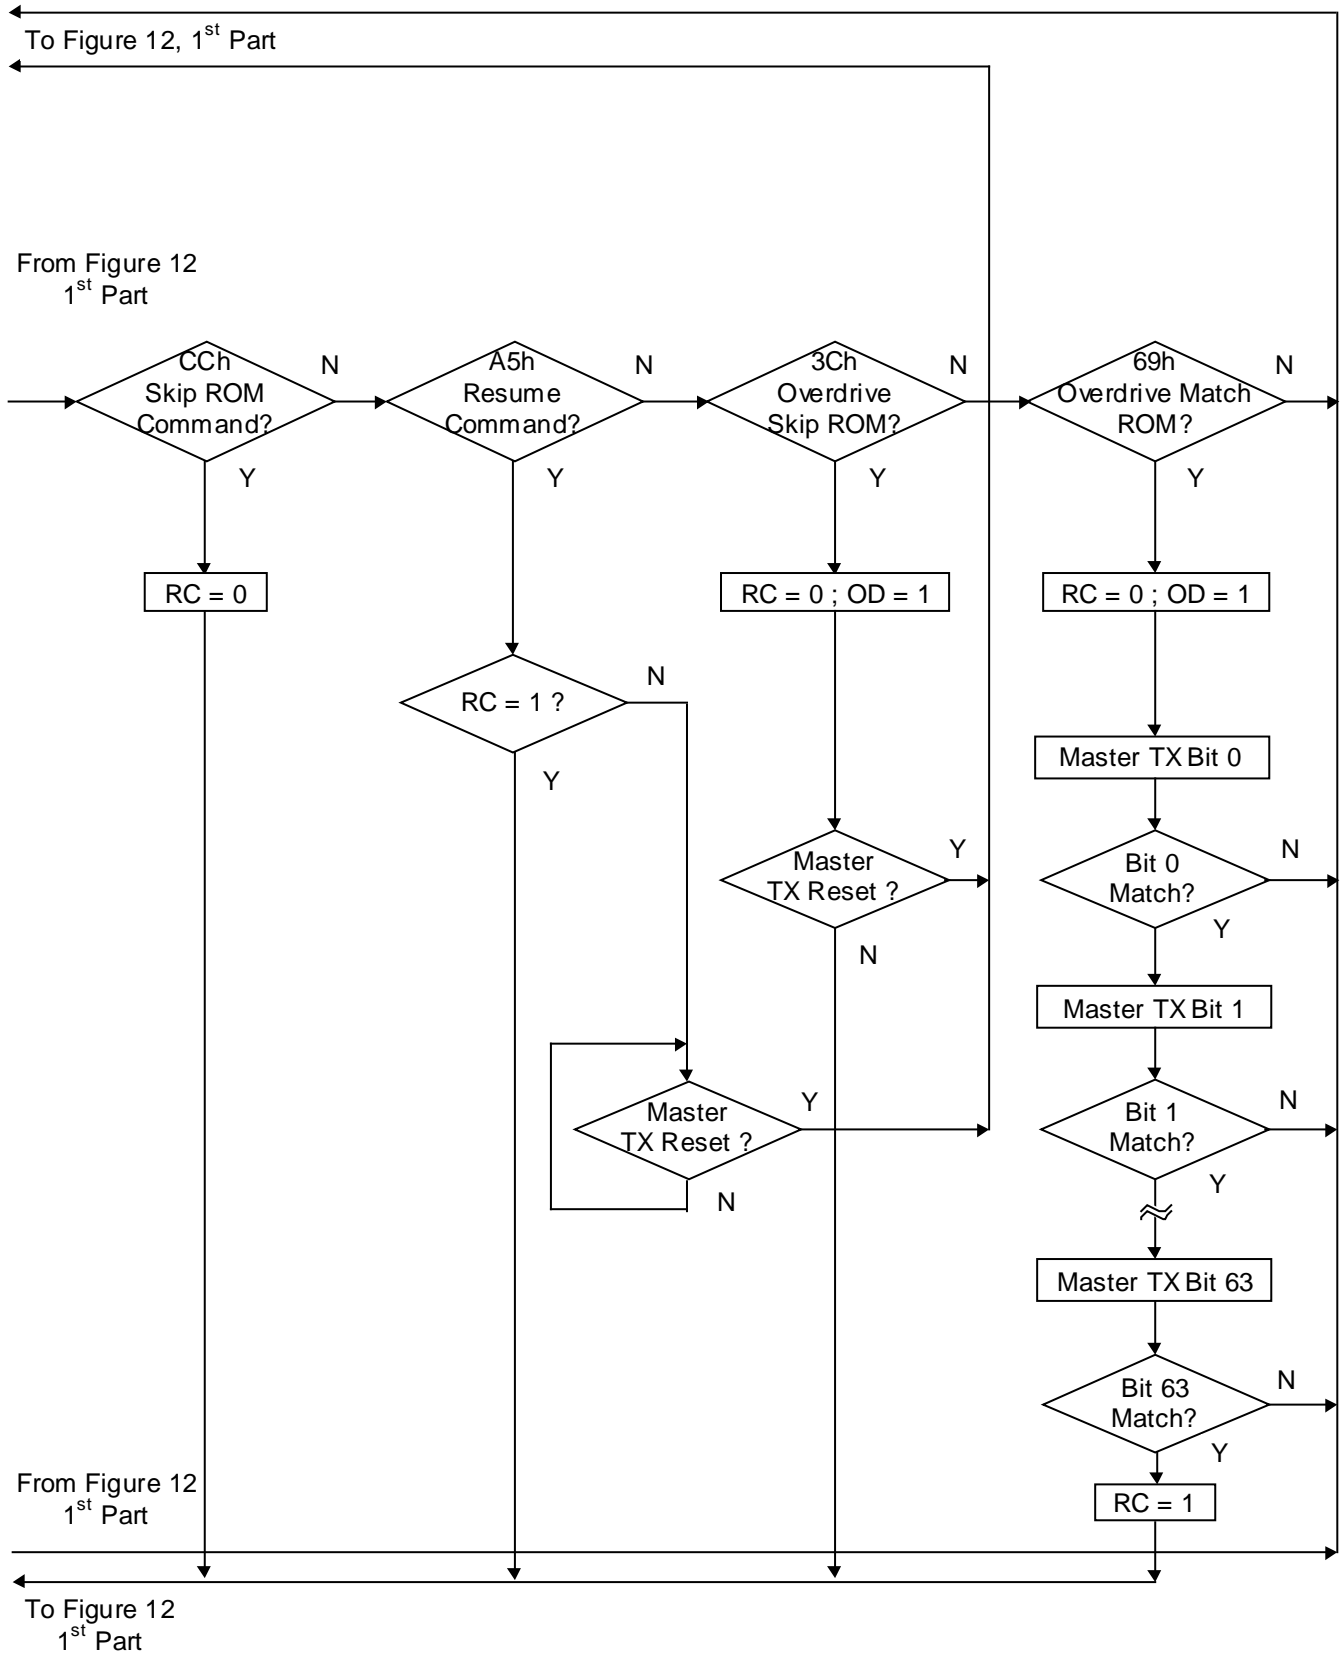 To Figure 12, 1st Part
From Figure 12
1st Part
CCh
Skip ROM
Command?
N
Y
A5h
Resume
Command?
N
Y
3Ch
Overdrive
Skip ROM?
N
Y
69h
Overdrive Match
ROM?
N
Y
RC = 0
RC = 0 ; OD = 1
RC = 0 ; OD = 1
RC = 1 ?
N
Y
Master TX Bit 0
Master
TX Reset ?
Y
N
Bit 0
Match?
N
Y
Master TX Bit 1
Master
TX Reset ?
Y
N
Bit 1
Match?
N
Y
Master TX Bit 63
Bit 63
Match?
N
Y
RC = 1
From Figure 12
1st Part
To Figure 12
1st Part